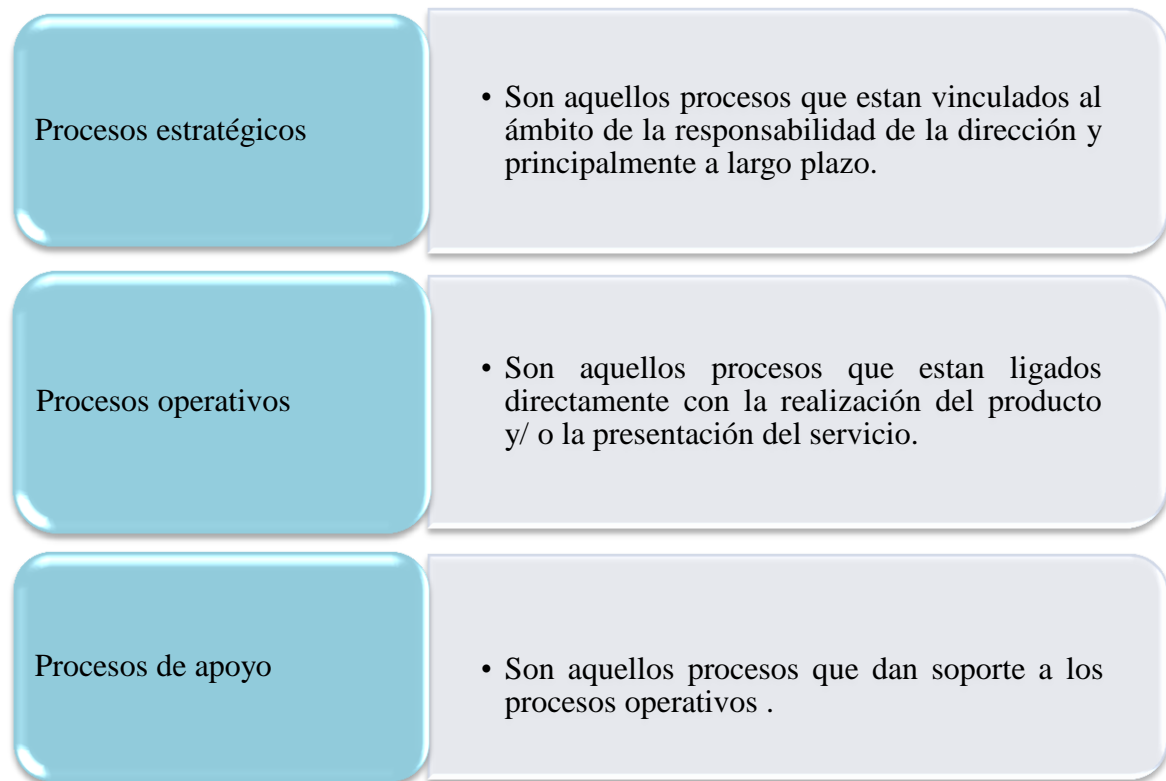 Procesos estratégicos
• Son aquellos procesos que estan vinculados al
ámbito de la responsabilidad de la dirección y
principalmente a largo plazo.
Procesos operativos
• Son aquellos procesos que estan ligados
directamente con la realización del producto
y/ o la presentación del servicio.
Procesos de apoyo
• Son aquellos procesos que dan soporte a los
procesos operativos .